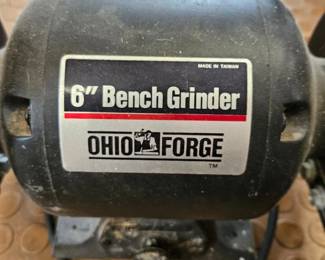 MADE IN TAIWAN
6" Bench Grinder
OHIO FORGE
TM